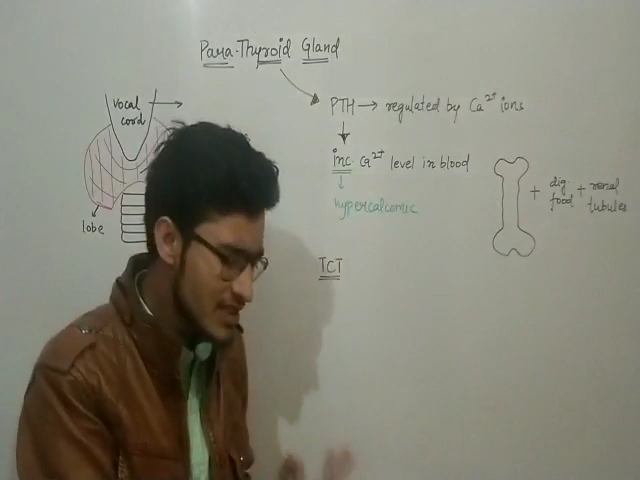 Para-Thyroid Gland
vocal
cord
PTH → regulated by Ca²⁺ ions
inc Ca²⁺ level in blood
hypercalcemic
lobe
+ dig. food + renal tubules
TCT